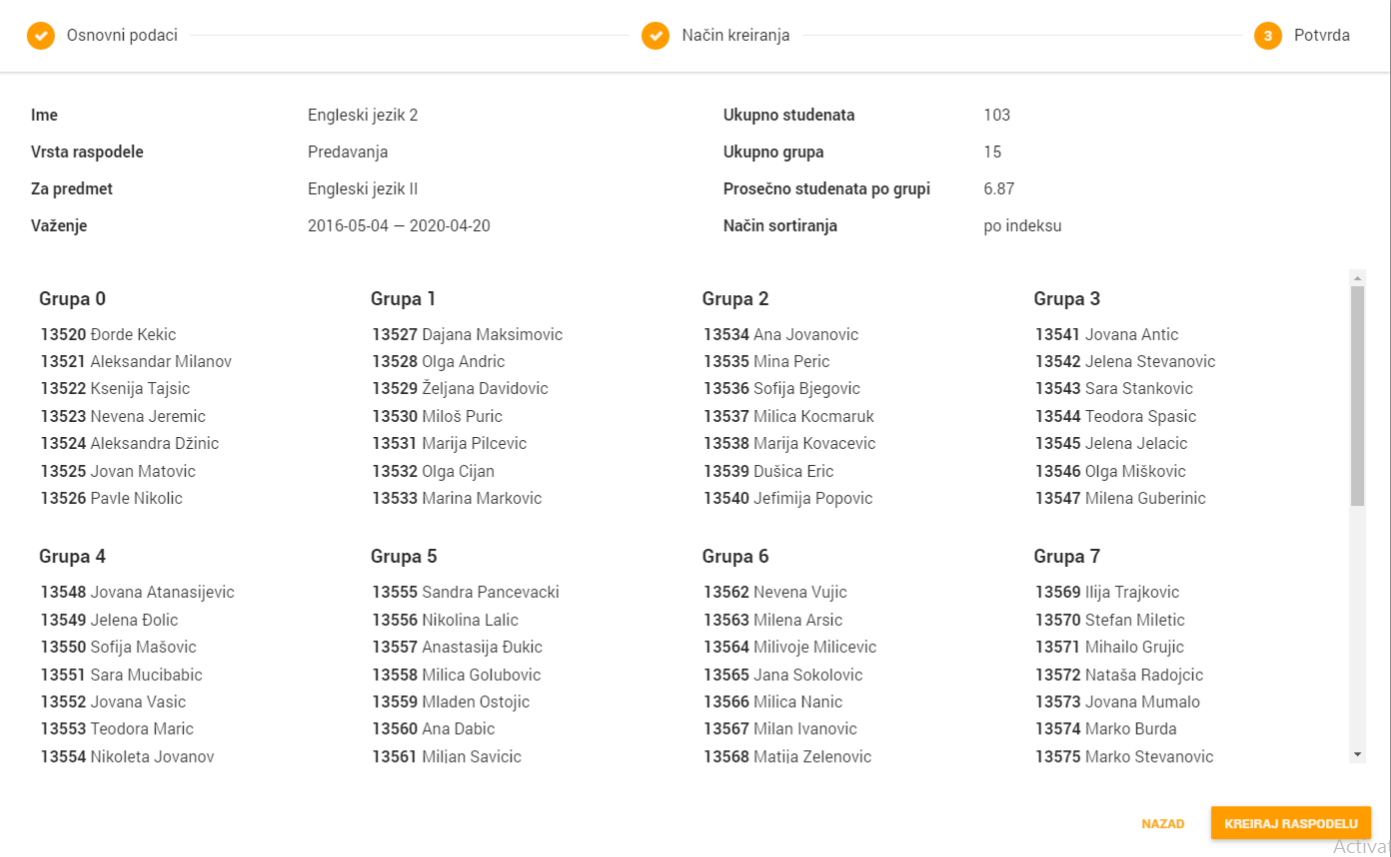 Osnovni podaci
Način kreiranja
3 Potvrda
Ime Engleski jezik 2
Vrsta raspodele Predavanja
Za predmet Engleski jezik II
Važenje 2016-05-04 — 2020-04-20
Ukupno studenata 103
Ukupno grupa 15
Prosečno studenata po grupi 6.87
Način sortiranja po indeksu
Grupa 0
13520 Đorde Kekic
13521 Aleksandar Milanov
13522 Ksenija Tajsic
13523 Nevena Jeremic
13524 Aleksandra Džinic
13525 Jovan Matovic
13526 Pavle Nikolic
Grupa 1
13527 Dajana Maksimovic
13528 Olga Andric
13529 Željana Davidovic
13530 Miloš Puric
13531 Marija Pilcevic
13532 Olga Cijan
13533 Marina Markovic
Grupa 2
13534 Ana Jovanovic
13535 Mina Peric
13536 Sofija Bjegovic
13537 Milica Kocmaruk
13538 Marija Kovacevic
13539 Dušica Eric
13540 Jefimija Popovic
Grupa 3
13541 Jovana Antic
13542 Jelena Stevanovic
13543 Sara Stankovic
13544 Teodora Spasic
13545 Jelena Jelacic
13546 Olga Miškovic
13547 Milena Guberinic
Grupa 4
13548 Jovana Atanasijevic
13549 Jelena Đolic
13550 Sofija Mašovic
13551 Sara Mucibabic
13552 Jovana Vasic
13553 Teodora Maric
13554 Nikoleta Jovanov
Grupa 5
13555 Sandra Pancevacki
13556 Nikolina Lalic
13557 Anastasija Đukic
13558 Milica Golubovic
13559 Mladen Ostojic
13560 Ana Dabic
13561 Miljan Savicic
Grupa 6
13562 Nevena Vujic
13563 Milena Arsic
13564 Milivoje Milicevic
13565 Jana Sokolovic
13566 Milica Nanic
13567 Milan Ivanovic
13568 Matija Zelenovic
Grupa 7
13569 Ilija Trajkovic
13570 Stefan Miletic
13571 Mihailo Grujic
13572 Nataša Radojcic
13573 Jovana Mumalo
13574 Marko Burda
13575 Marko Stevanovic
NAZAD
KREIRAJ RASPODELU
Activat